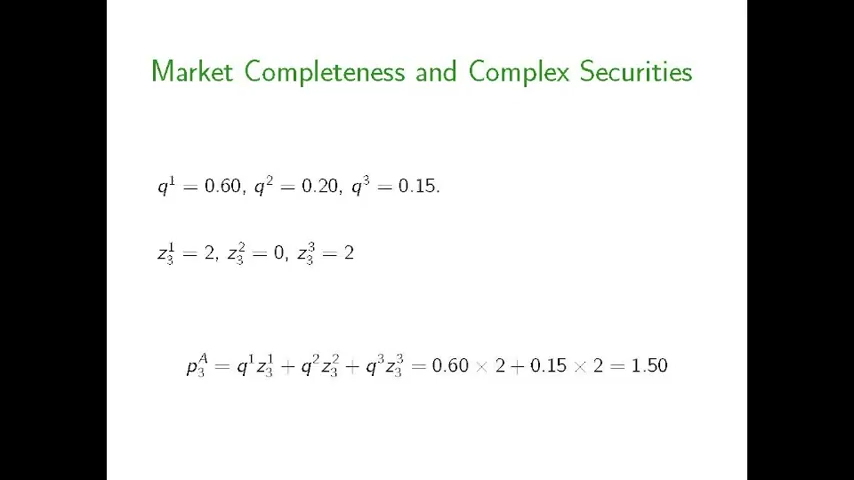 Market Completeness and Complex Securities
q¹ = 0.60, q² = 0.20, q³ = 0.15.
z₃¹ = 2, z₃² = 0, z₃³ = 2
p₃ᴬ = q¹z₃¹ + q²z₃² + q³z₃³ = 0.60 × 2 + 0.15 × 2 = 1.50